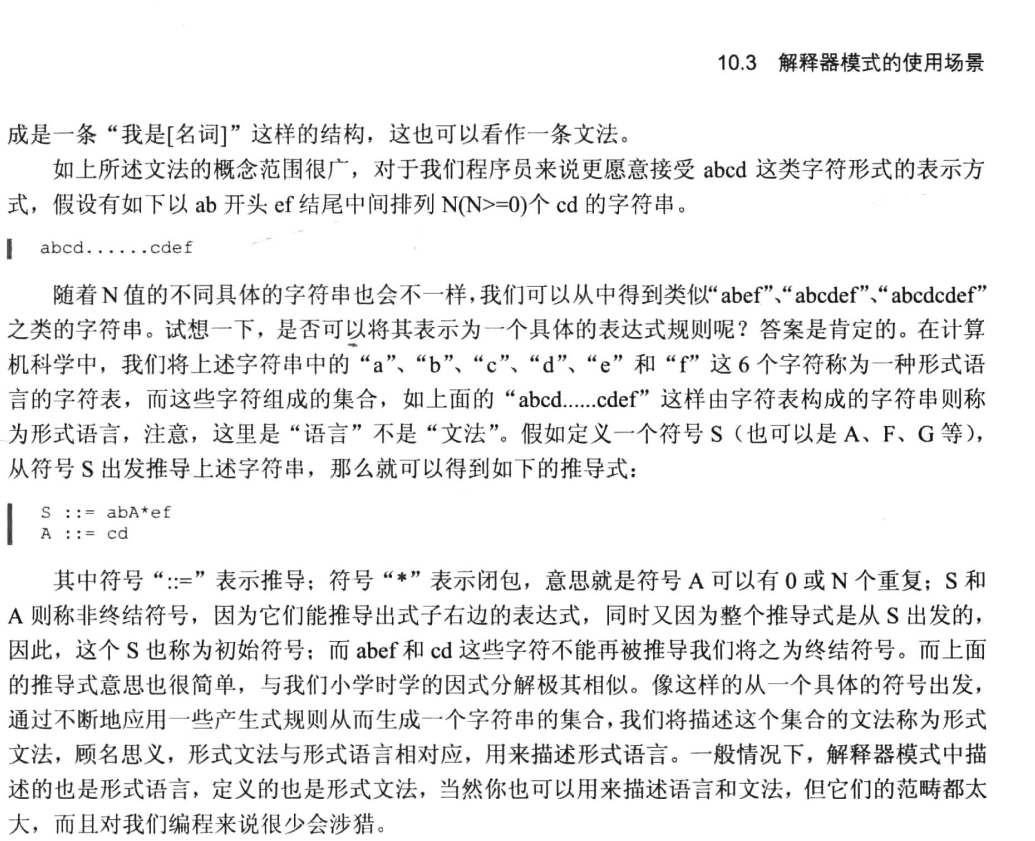 10.3 解释器模式的使用场景
成是一条“我是[名词]”这样的结构，这也可以看作一条文法。
如上所述文法的概念范围很广，对于我们程序员来说更愿意接受 abcd 这类字符形式的表示方
式，假设有如下以 ab 开头 ef 结尾中间排列 N(N>=0)个 cd 的字符串。
abcd......cdef
随着 N 值的不同具体的字符串也会不一样，我们可以从中得到类似“abef”、“abcdef”、“abcdcdef”
之类的字符串。试想一下，是否可以将其表示为一个具体的表达式规则呢？答案是肯定的。在计算
机科学中，我们将上述字符串中的“a”、“b”、“c”、“d”、“e”和“f”这 6 个字符称为一种形式语
言的字符表，而这些字符组成的集合，如上面的“abcd......cdef”这样由字符表构成的字符串则称
为形式语言，注意，这里是“语言”不是“文法”。假如定义一个符号 S（也可以是 A、F、G 等），
从符号 S 出发推导上述字符串，那么就可以得到如下的推导式：
S ::= abA*ef
A ::= cd
其中符号“::=”表示推导；符号“*”表示闭包，意思就是符号 A 可以有 0 或 N 个重复；S 和
A 则称非终结符号，因为它们能推导出式子右边的表达式，同时又因为整个推导式是从 S 出发的，
因此，这个 S 也称为初始符号；而 abef 和 cd 这些字符不能再被推导我们将之为终结符号。而上面
的推导式意思也很简单，与我们小学时学的因式分解极其相似。像这样的从一个具体的符号出发，
通过不断地应用一些产生式规则从而生成一个字符串的集合，我们将描述这个集合的文法称为形式
文法，顾名思义，形式文法与形式语言相对应，用来描述形式语言。一般情况下，解释器模式中描
述的也是形式语言，定义的也是形式文法，当然你也可以用来描述语言和文法，但它们的范畴都太
大，而且对我们编程来说很少会涉猎。